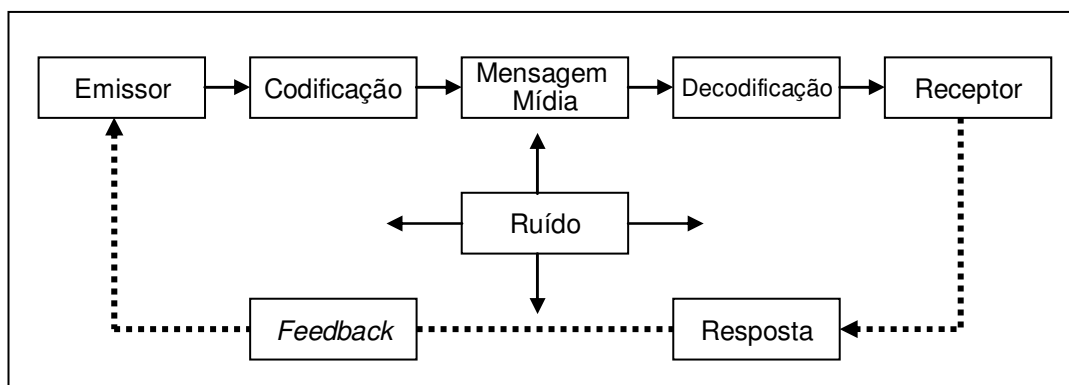 Emissor
Codificação
Mensagem
Mídia
Decodificação
Receptor
Ruído
Feedback
Resposta